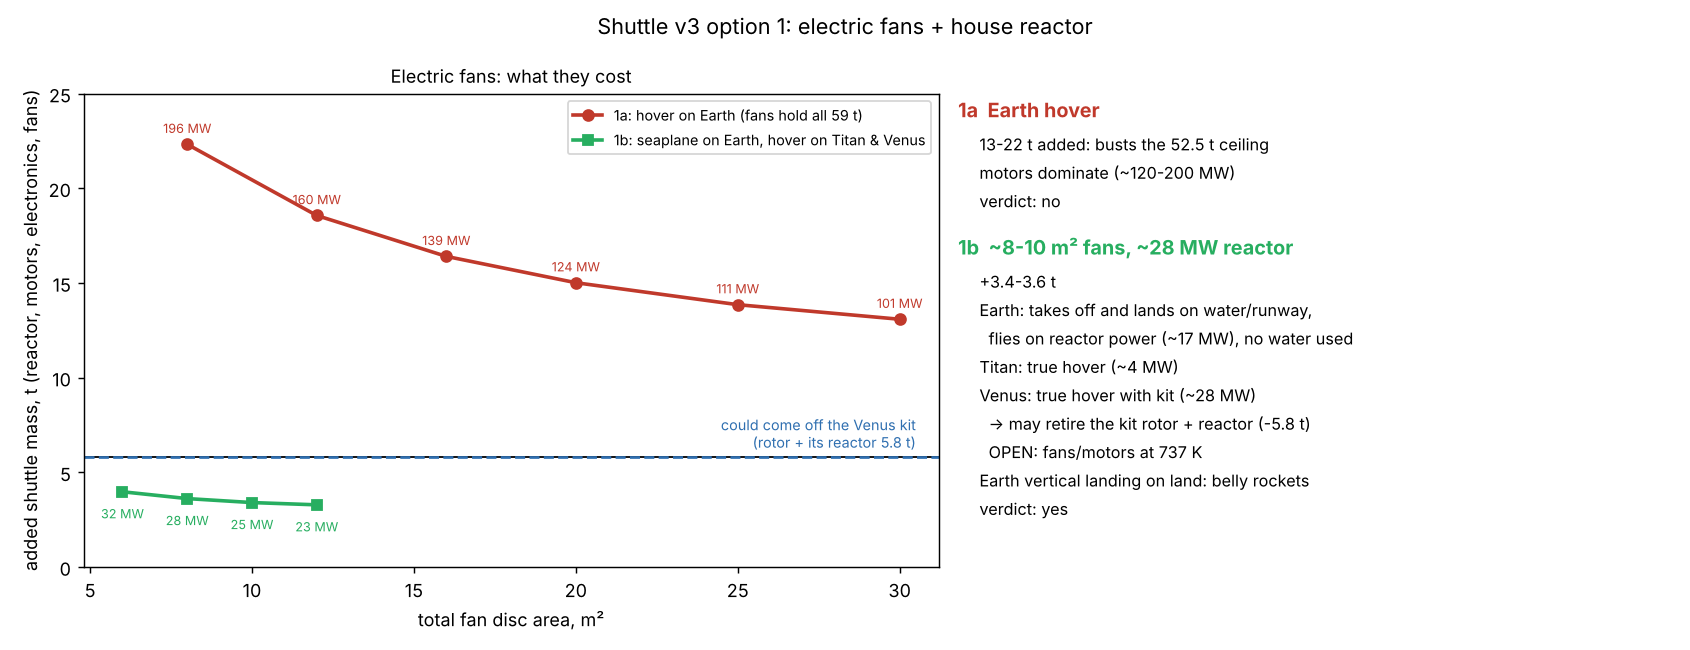 Shuttle v3 option 1: electric fans + house reactor
Electric fans: what they cost
added shuttle mass, t (reactor, motors, electronics, fans)
25
20
15
10
5
0
1a: hover on Earth (fans hold all 59 t)
1b: seaplane on Earth, hover on Titan & Venus
196 MW
160 MW
139 MW
124 MW
111 MW
101 MW
could come off the Venus kit
(rotor + its reactor 5.8 t)
32 MW
28 MW
25 MW
23 MW
5
10
15
20
25
30
total fan disc area, m²
1a Earth hover
13-22 t added: busts the 52.5 t ceiling
motors dominate (~120-200 MW)
verdict: no
1b ~8-10 m² fans, ~28 MW reactor
+3.4-3.6 t
Earth: takes off and lands on water/runway,
flies on reactor power (~17 MW), no water used
Titan: true hover (~4 MW)
Venus: true hover with kit (~28 MW)
→ may retire the kit rotor + reactor (-5.8 t)
OPEN: fans/motors at 737 K
Earth vertical landing on land: belly rockets
verdict: yes